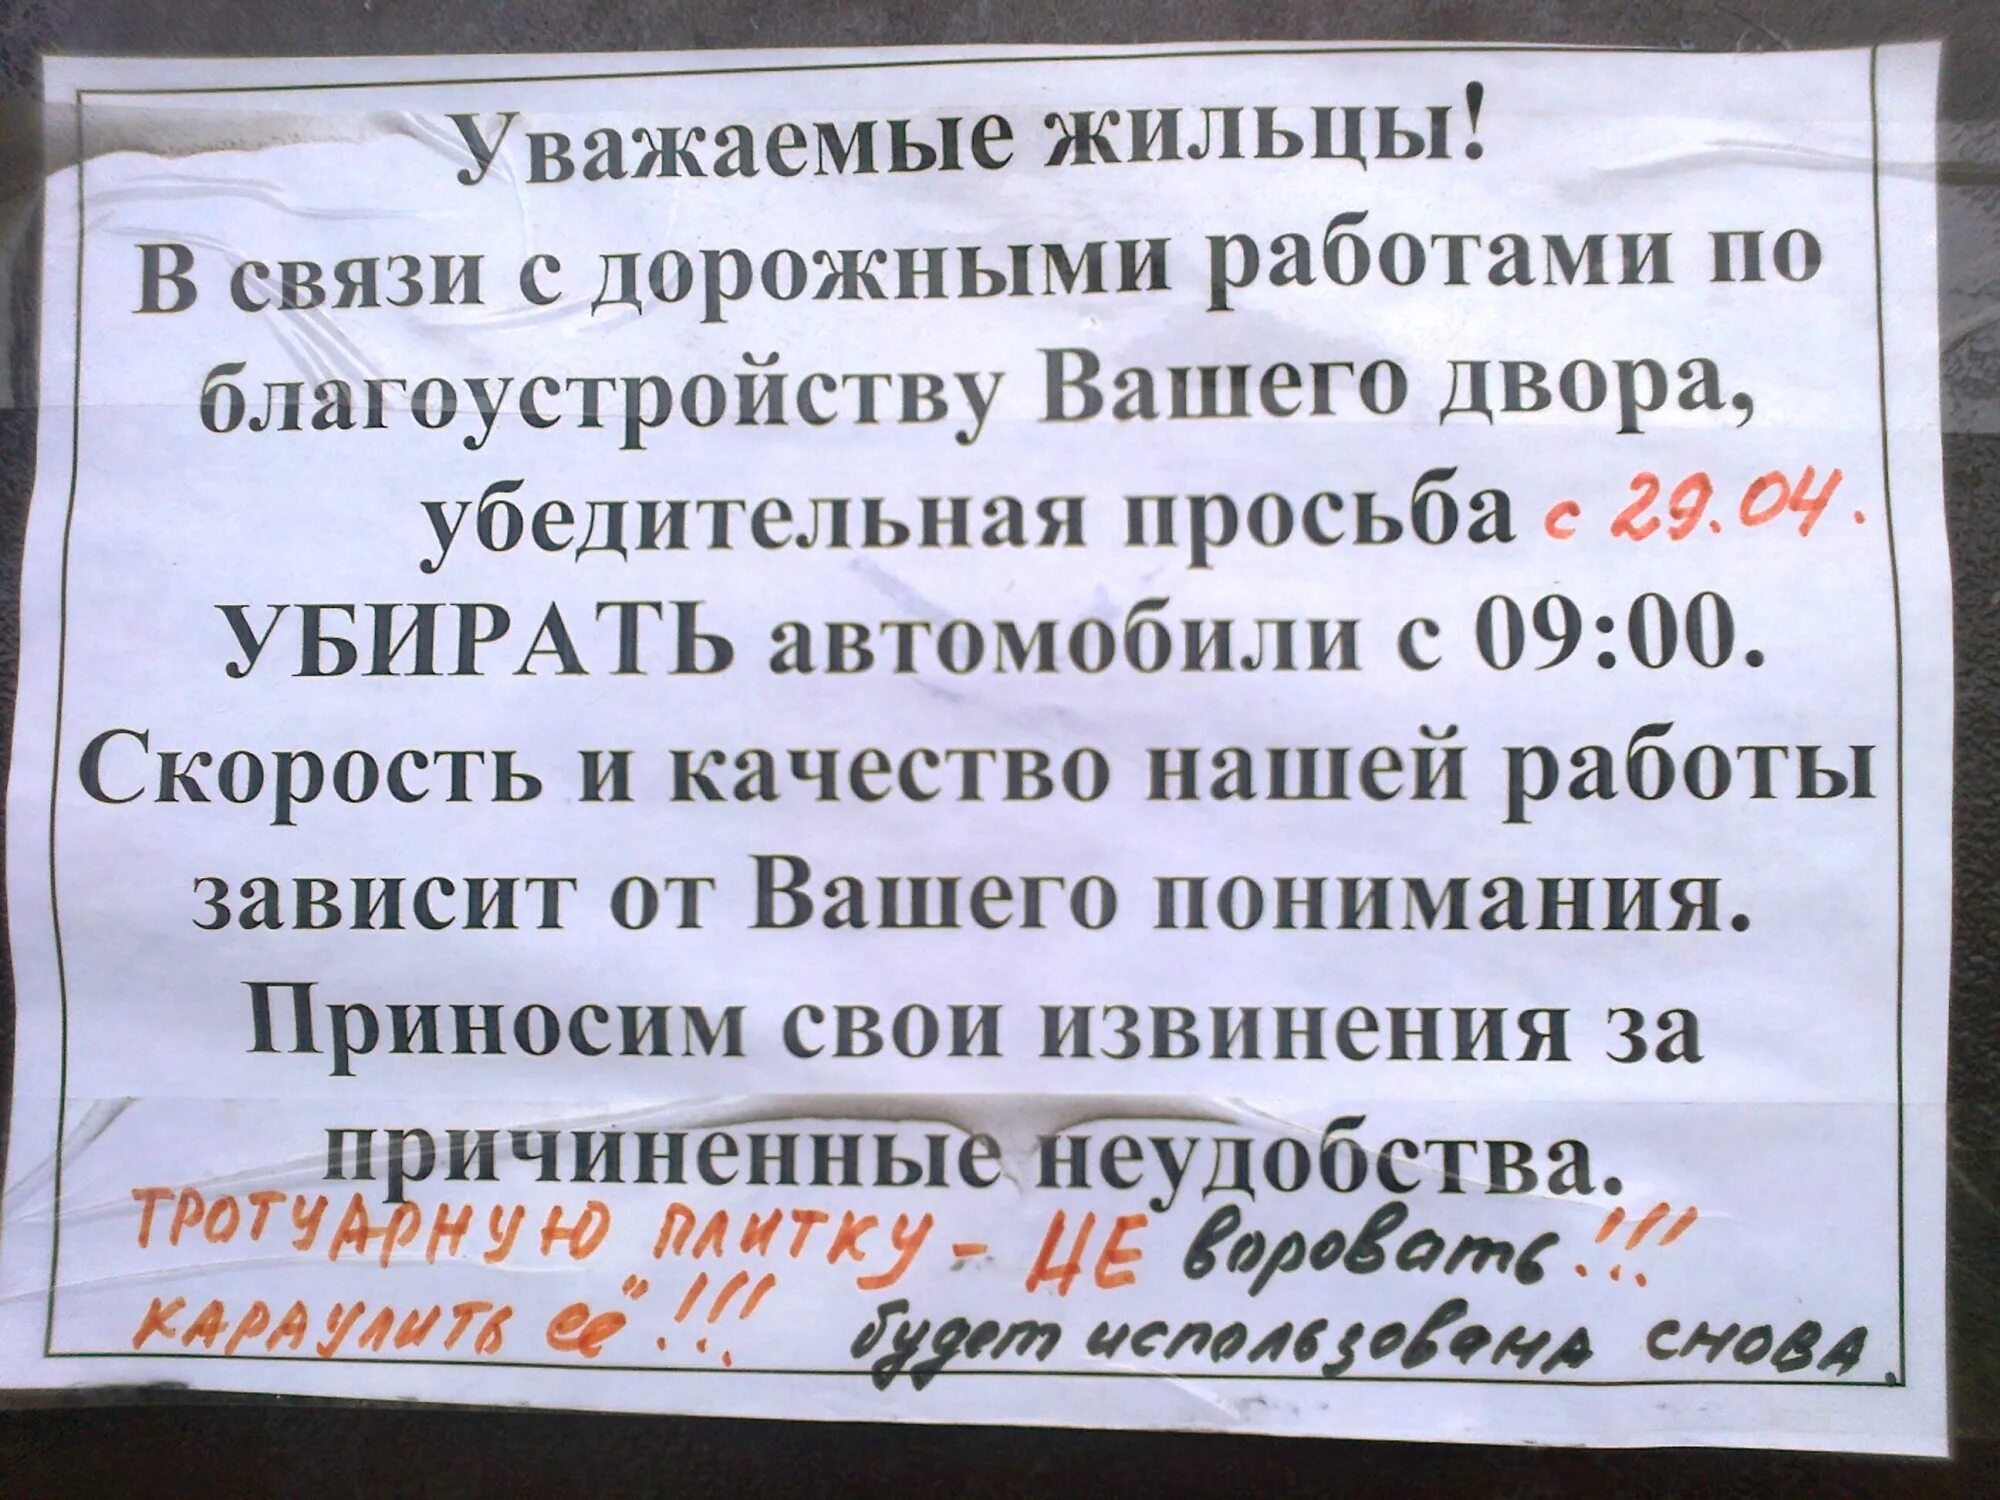 Уважаемые жильцы!
В связи с дорожными работами по
благоустройству Вашего двора,
убедительная просьба с 29.04.
УБИРАТЬ автомобили с 09:00.
Скорость и качество нашей работы
зависит от Вашего понимания.
Приносим свои извинения за
причиненные неудобства.
ТРОТУАРНУЮ ПЛИТКУ - НЕ воровать!!!
КАРАУЛИТЬ её!!! будет использована снова.